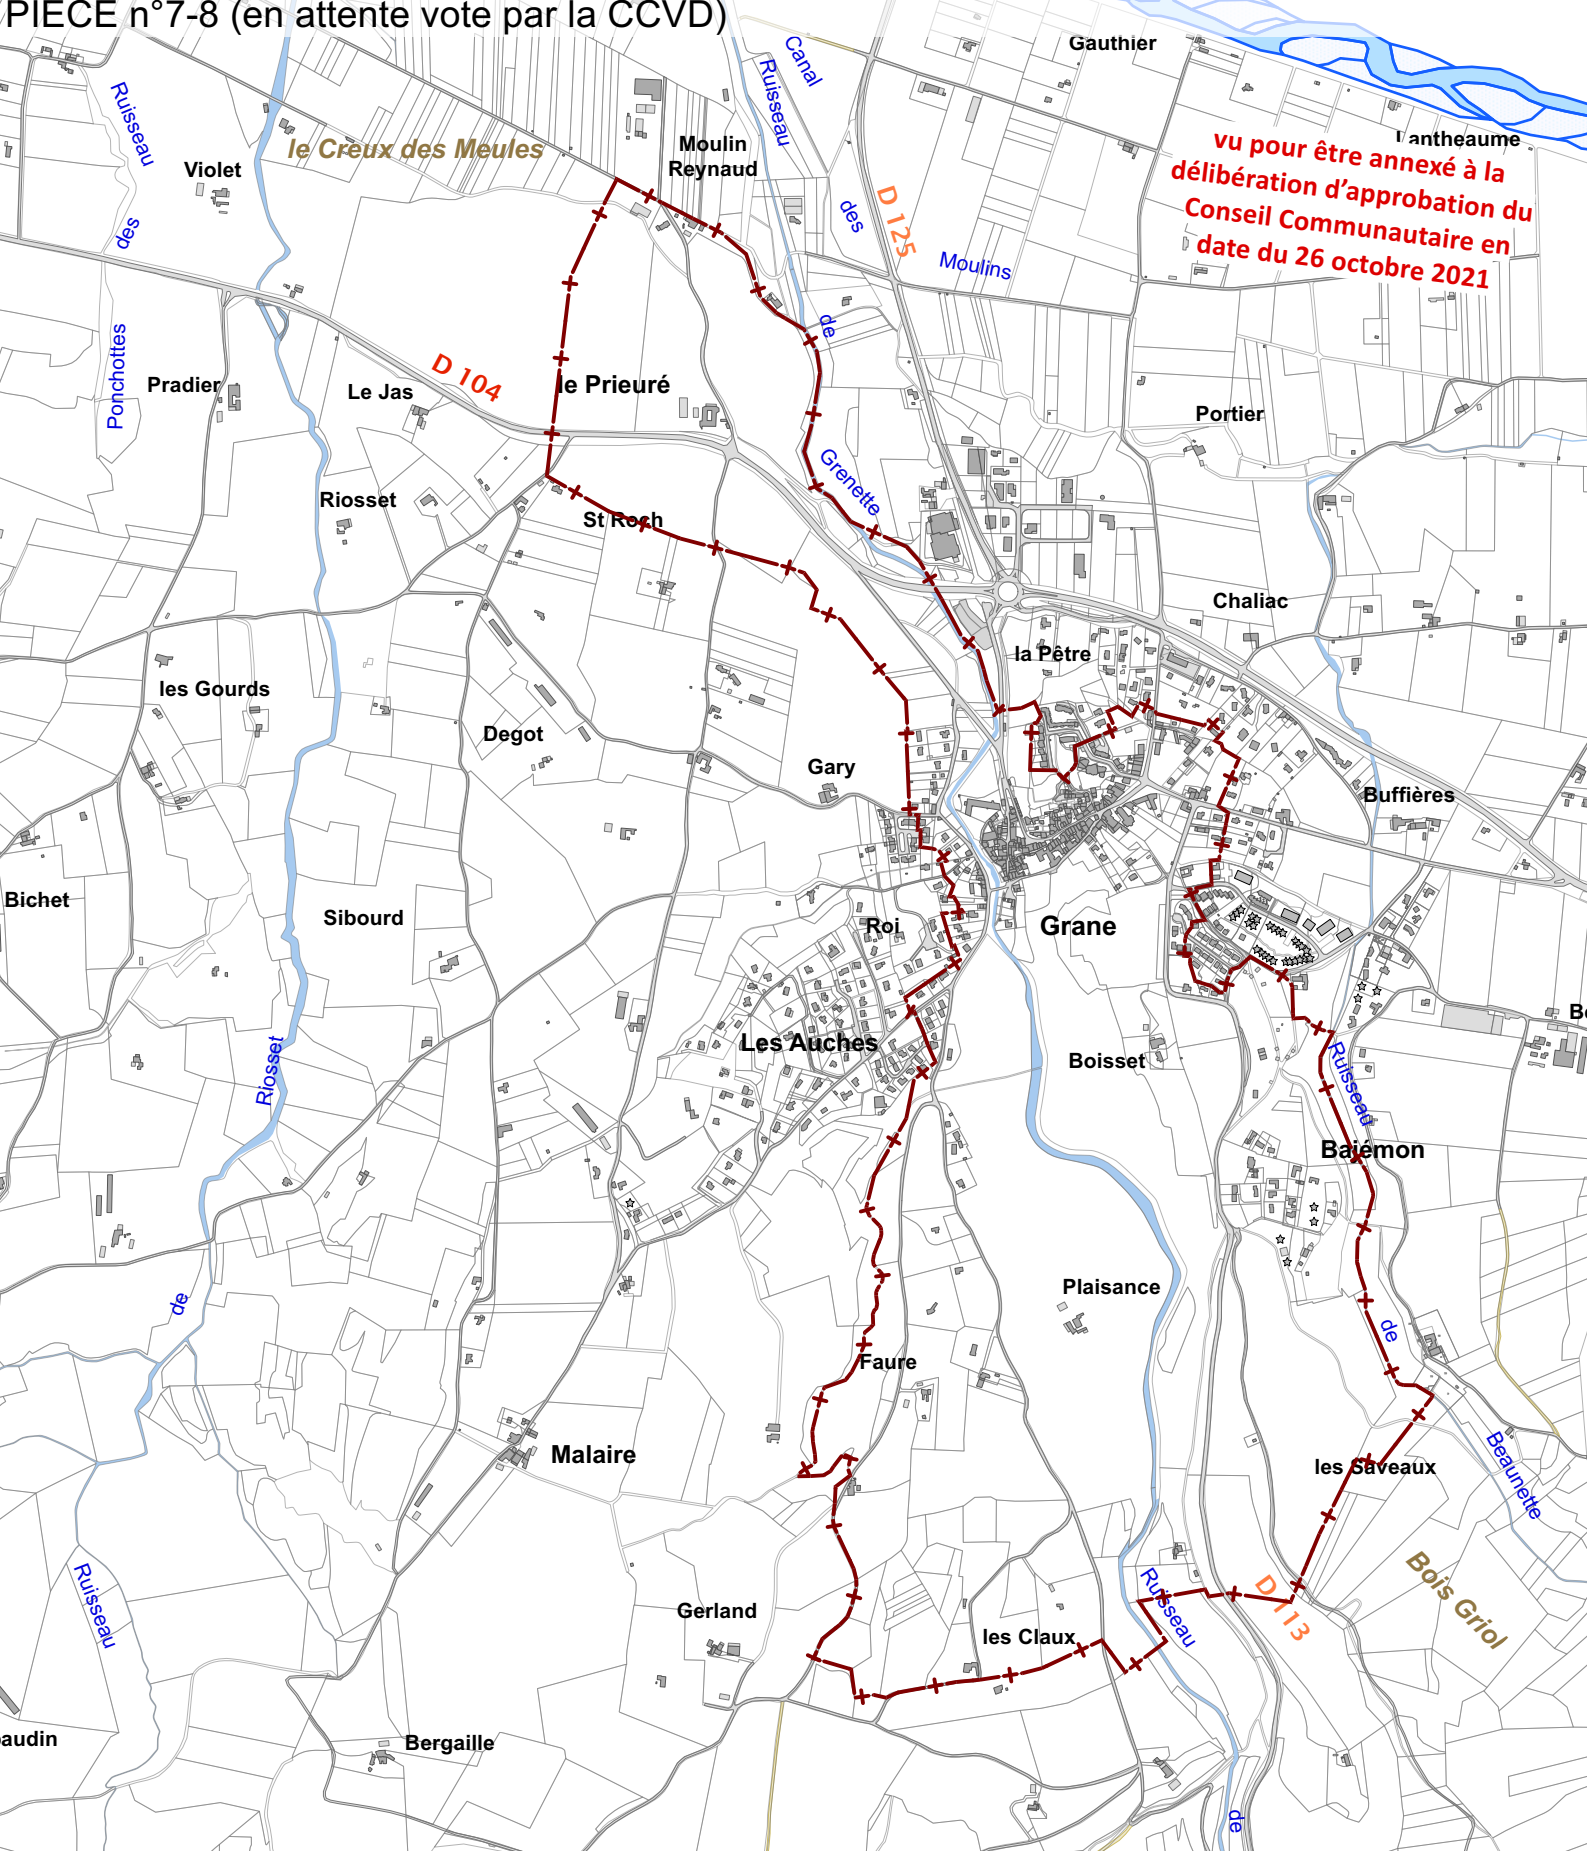 PIECE n°7-8 (en attente vote par la CCVD)
Gauthier
Canal
Ruisseau
Ruisseau
le Creux des Meules
Moulin
Reynaud
Violet
vu pour être annexé à la
délibération d'approbation du
Conseil Communautaire en
date du 26 octobre 2021
Lantheaume
des
des
D 125
Moulins
de
Ponchottes
Pradier
Le Jas
D 104
le Prieuré
Portier
Grenette
Riosset
St Roch
Chaliac
la Pêtre
les Gourds
Degot
Gary
Buffières
Bichet
Sibourd
Roi
Grane
Les Auches
Boisset
Riosset
Ruisseau
Baiémon
de
Plaisance
de
Faure
Malaire
les Saveaux
Beaunette
Bois Griol
Ruisseau
Gerland
les Claux
Ruisseau
D 113
audin
Bergaille
de